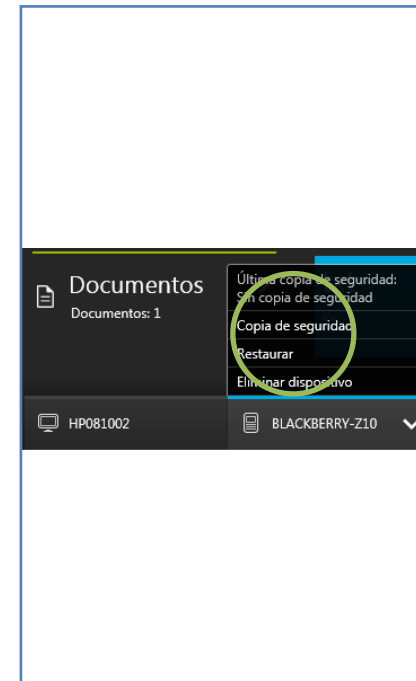 Documentos
Documentos: 1
Última copia de seguridad:
Sin copia de seguridad
Copia de seguridad
Restaurar
Eliminar dispositivo
HP081002
BLACKBERRY-Z10